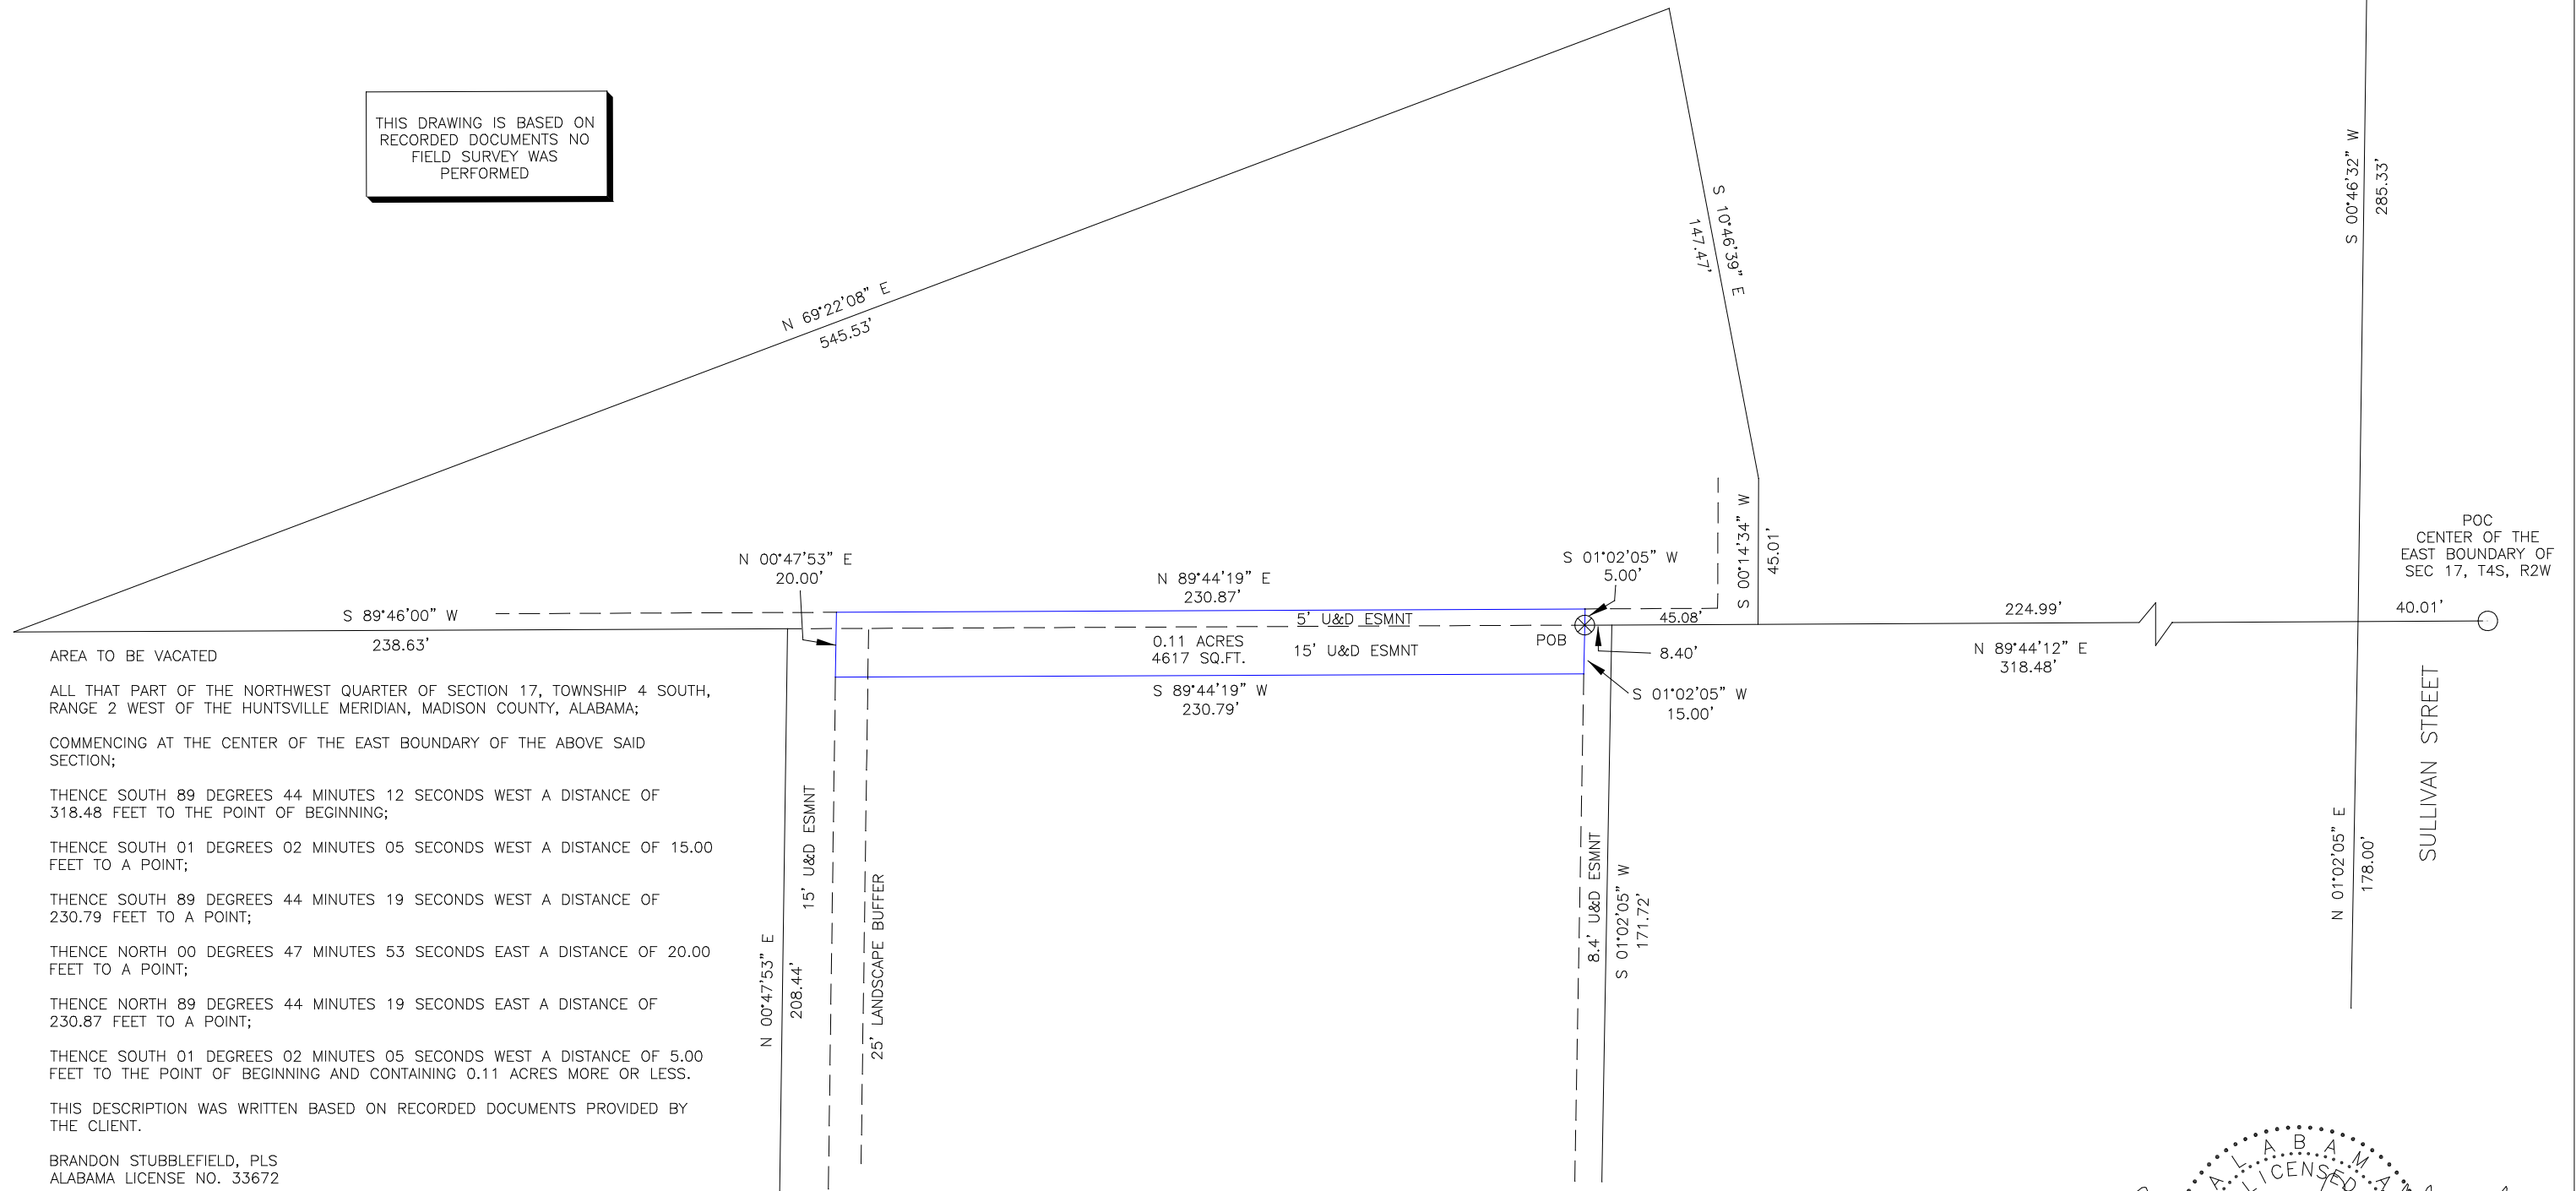 THIS DRAWING IS BASED ON
RECORDED DOCUMENTS NO
FIELD SURVEY WAS
PERFORMED
N 69°22'08" E
545.53'
S 10°46'39" E
147.47'
S 00°46'32" W
285.33'
S 00°14'34" W
45.01'
POC
CENTER OF THE
EAST BOUNDARY OF
SEC 17, T4S, R2W
40.01'
N 00°47'53" E
20.00'
N 89°44'19" E
230.87'
S 01°02'05" W
5.00'
S 89°46'00" W
238.63'
5' U&D ESMNT
0.11 ACRES
4617 SQ.FT.
15' U&D ESMNT
POB
45.08'
8.40'
224.99'
N 89°44'12" E
318.48'
S 89°44'19" W
230.79'
S 01°02'05" W
15.00'
SULLIVAN STREET
N 01°02'05" E
178.00'
15' U&D ESMNT
25' LANDSCAPE BUFFER
N 00°47'53" E
208.44'
8.4' U&D ESMNT
S 01°02'05" W
171.72'
AREA TO BE VACATED
ALL THAT PART OF THE NORTHWEST QUARTER OF SECTION 17, TOWNSHIP 4 SOUTH,
RANGE 2 WEST OF THE HUNTSVILLE MERIDIAN, MADISON COUNTY, ALABAMA;
COMMENCING AT THE CENTER OF THE EAST BOUNDARY OF THE ABOVE SAID
SECTION;
THENCE SOUTH 89 DEGREES 44 MINUTES 12 SECONDS WEST A DISTANCE OF
318.48 FEET TO THE POINT OF BEGINNING;
THENCE SOUTH 01 DEGREES 02 MINUTES 05 SECONDS WEST A DISTANCE OF 15.00
FEET TO A POINT;
THENCE SOUTH 89 DEGREES 44 MINUTES 19 SECONDS WEST A DISTANCE OF
230.79 FEET TO A POINT;
THENCE NORTH 00 DEGREES 47 MINUTES 53 SECONDS EAST A DISTANCE OF 20.00
FEET TO A POINT;
THENCE NORTH 89 DEGREES 44 MINUTES 19 SECONDS EAST A DISTANCE OF
230.87 FEET TO A POINT;
THENCE SOUTH 01 DEGREES 02 MINUTES 05 SECONDS WEST A DISTANCE OF 5.00
FEET TO THE POINT OF BEGINNING AND CONTAINING 0.11 ACRES MORE OR LESS.
THIS DESCRIPTION WAS WRITTEN BASED ON RECORDED DOCUMENTS PROVIDED BY
THE CLIENT.
BRANDON STUBBLEFIELD, PLS
ALABAMA LICENSE NO. 33672
ALABAMA
LICENSED